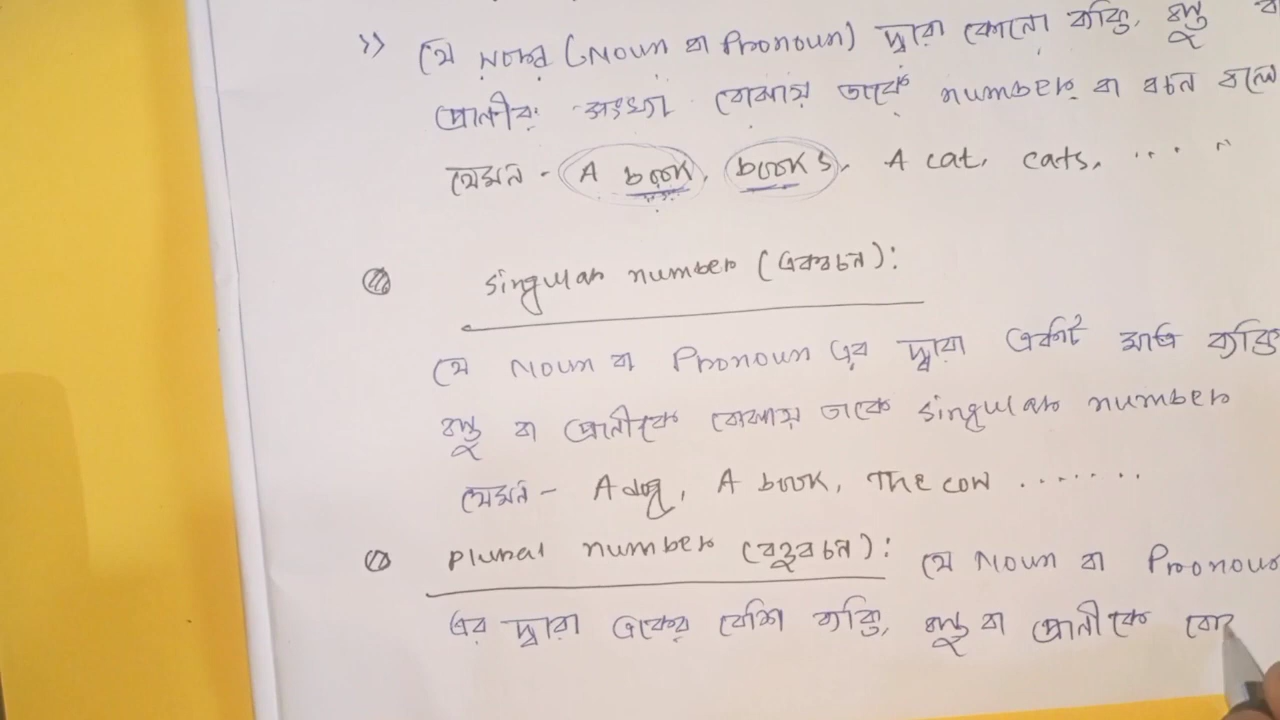 >> যে শব্দের (Noun বা Pronoun) দ্বারা কোনো ব্যক্তি, বস্তু বা
প্রাণীর সংখ্যা বোঝায় তাকে number বা বচন বলে
যেমন - A book, books, A cat, cats, ....
singular number (একবচন):
যে Noun বা Pronoun এর দ্বারা একটি মাত্র ব্যক্তি
বস্তু বা প্রানীকে বোঝায় তাকে singular number
যেমন - A dog, A book, The cow .......
plural number (বহুবচন): যে Noun বা Pronoun
এর দ্বারা একের বেশি ব্যক্তি, বস্তু বা প্রানীকে